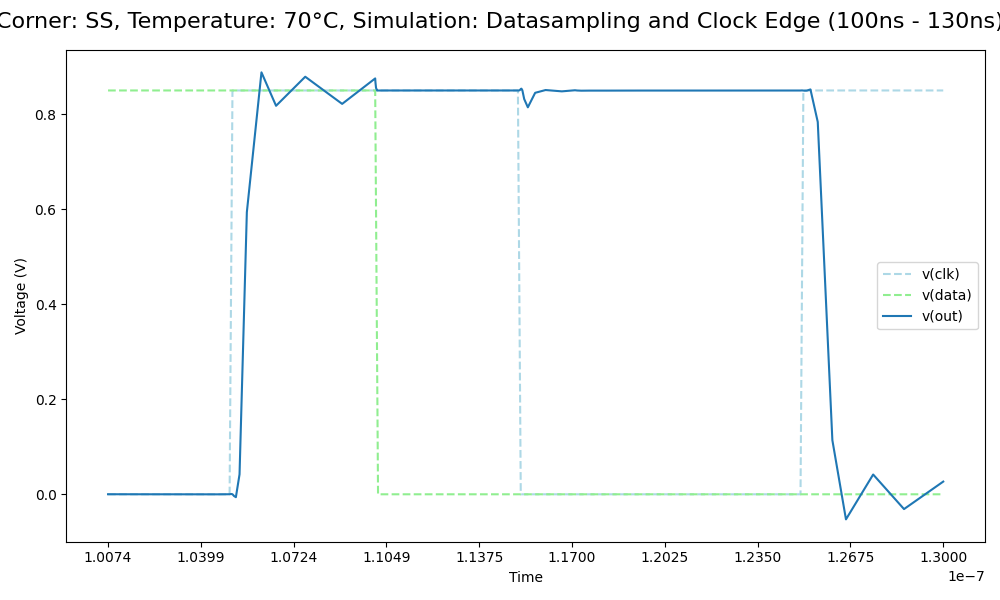 Corner: SS, Temperature: 70°C, Simulation: Datasampling and Clock Edge (100ns - 130ns)
Voltage (V)
0.8
0.6
0.4
0.2
0.0
v(clk)
v(data)
v(out)
1.0074 1.0399 1.0724 1.1049 1.1375 1.1700 1.2025 1.2350 1.2675 1.3000
1e−7
Time